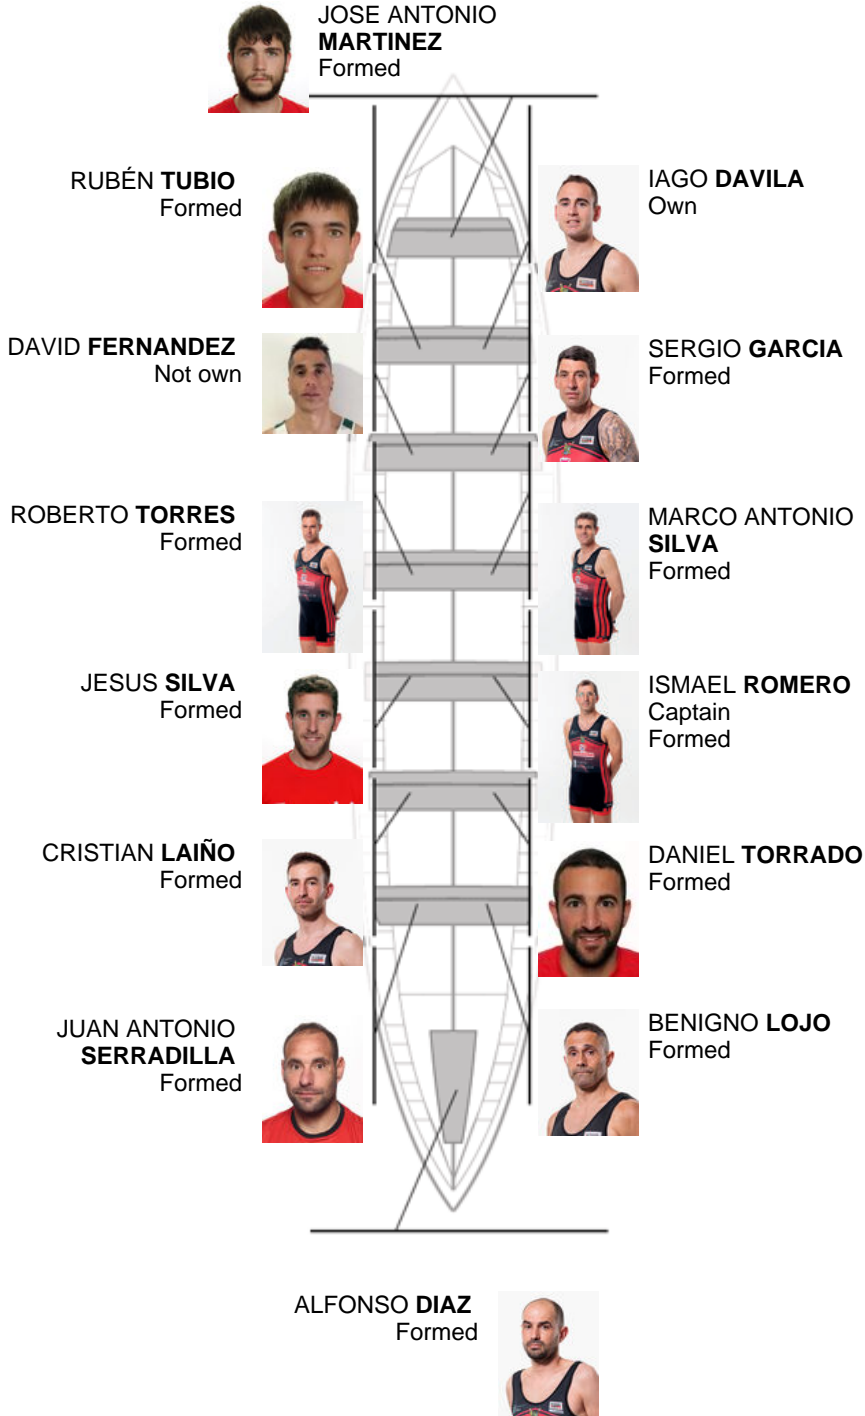 JOSE ANTONIO
MARTINEZ
Formed
RUBÉN TUBIO
Formed
IAGO DAVILA
Own
DAVID FERNANDEZ
Not own
SERGIO GARCIA
Formed
ROBERTO TORRES
Formed
MARCO ANTONIO
SILVA
Formed
JESUS SILVA
Formed
ISMAEL ROMERO
Captain
Formed
CRISTIAN LAIÑO
Formed
DANIEL TORRADO
Formed
JUAN ANTONIO
SERRADILLA
Formed
BENIGNO LOJO
Formed
ALFONSO DIAZ
Formed